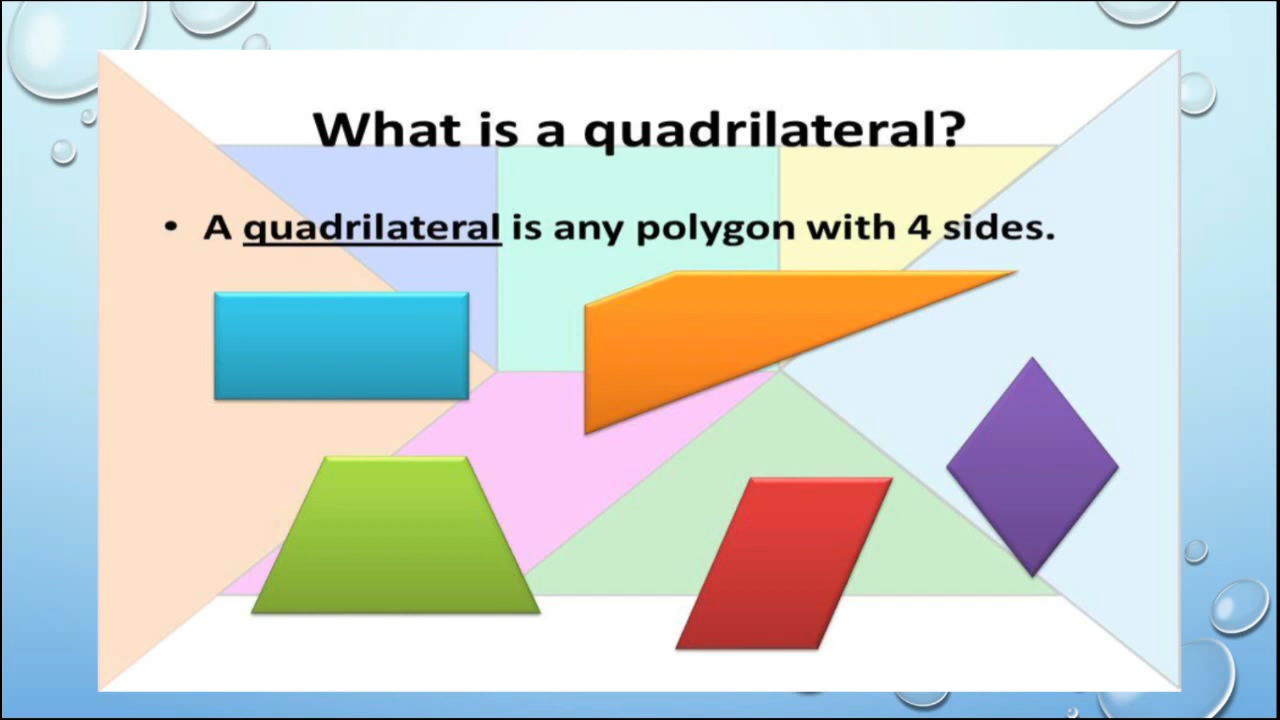 What is a quadrilateral?
• A quadrilateral is any polygon with 4 sides.